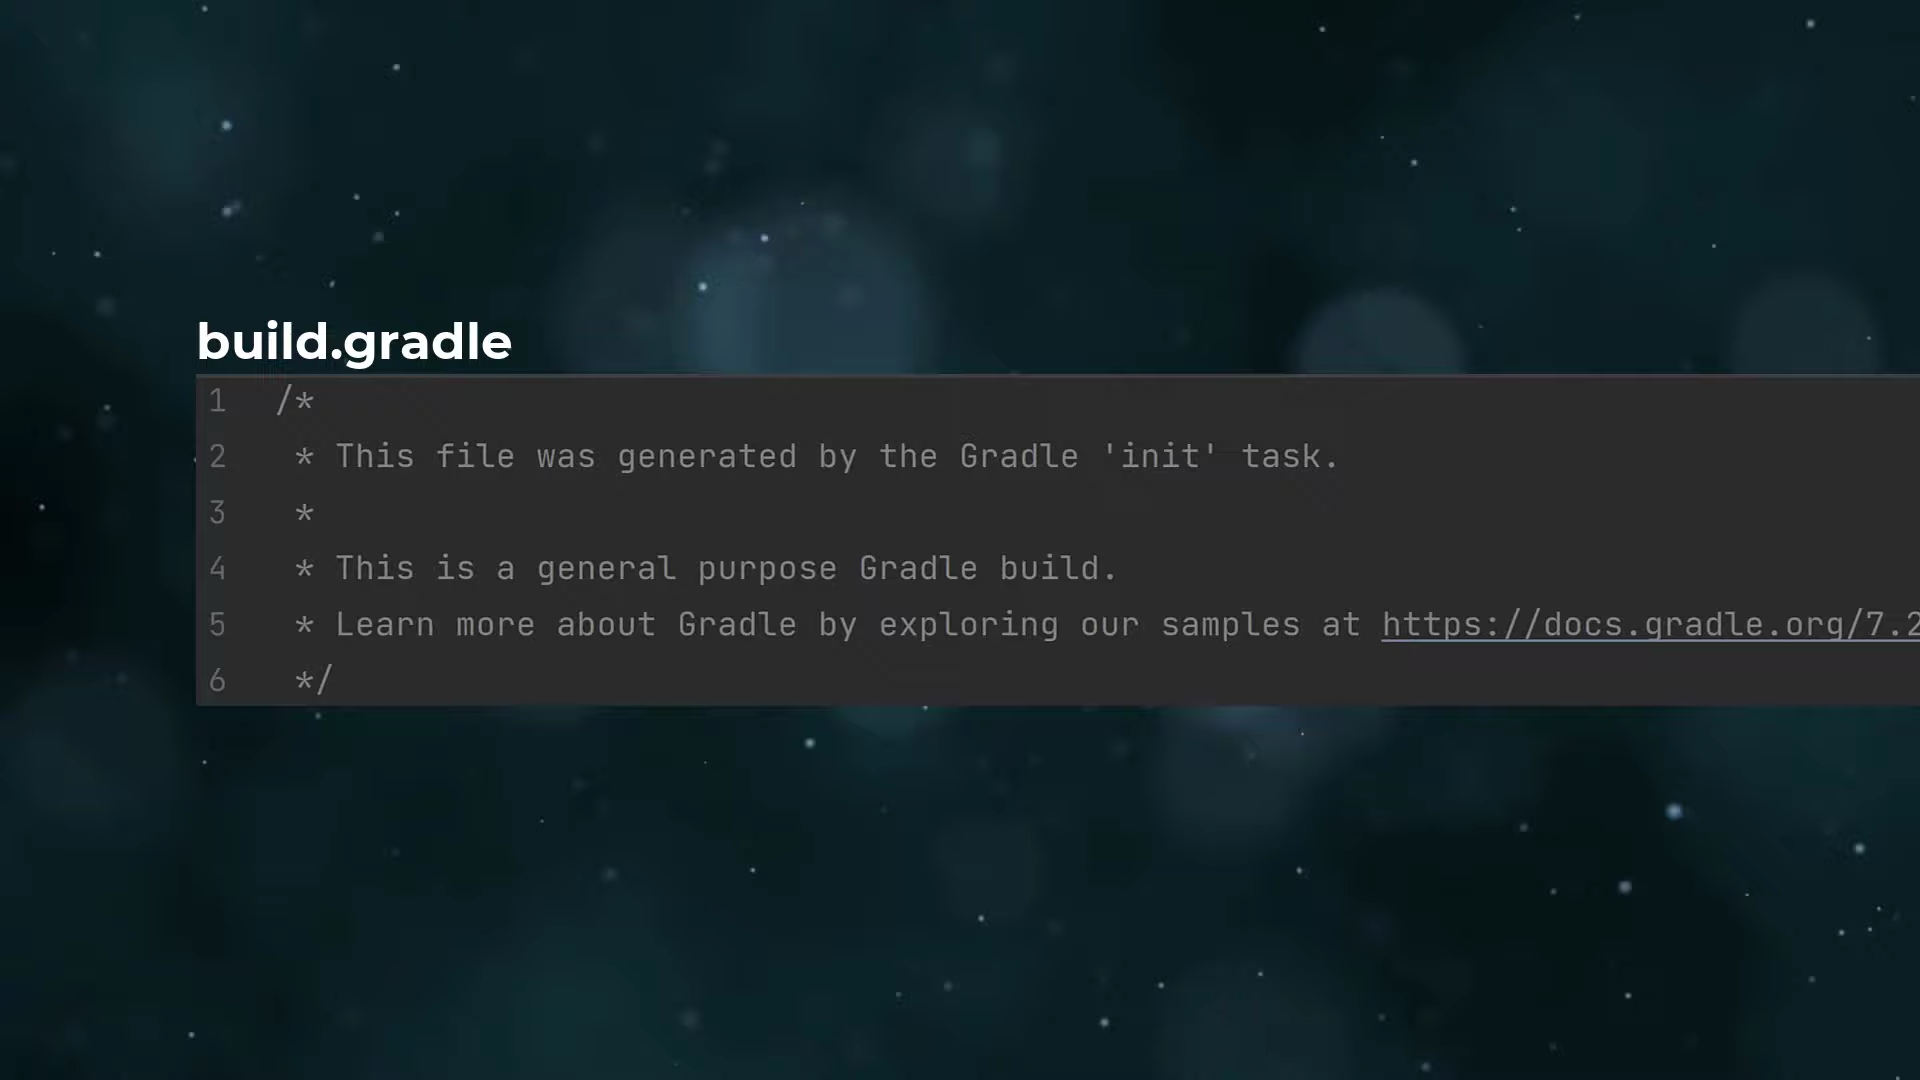 build.gradle
1 /*
2 * This file was generated by the Gradle 'init' task.
3 *
4 * This is a general purpose Gradle build.
5 * Learn more about Gradle by exploring our samples at https://docs.gradle.org/7.2
6 */